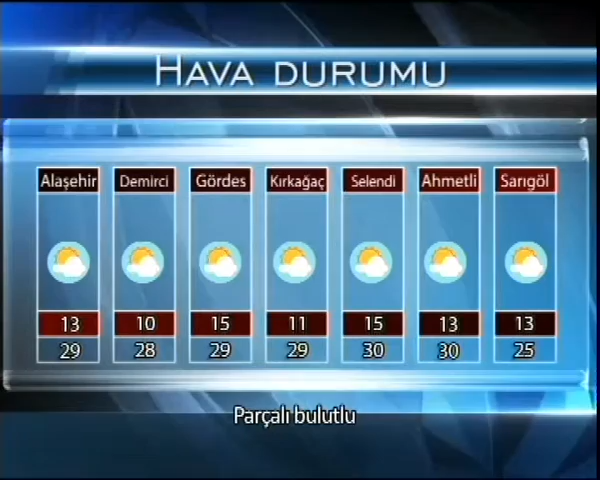 HAVA DURUMU
Alaşehir Demirci Gördes Kırkağaç Selendi Ahmetli Sarıgöl
13 10 15 11 15 13 13
29 28 29 29 30 30 25
Parçalı bulutlu